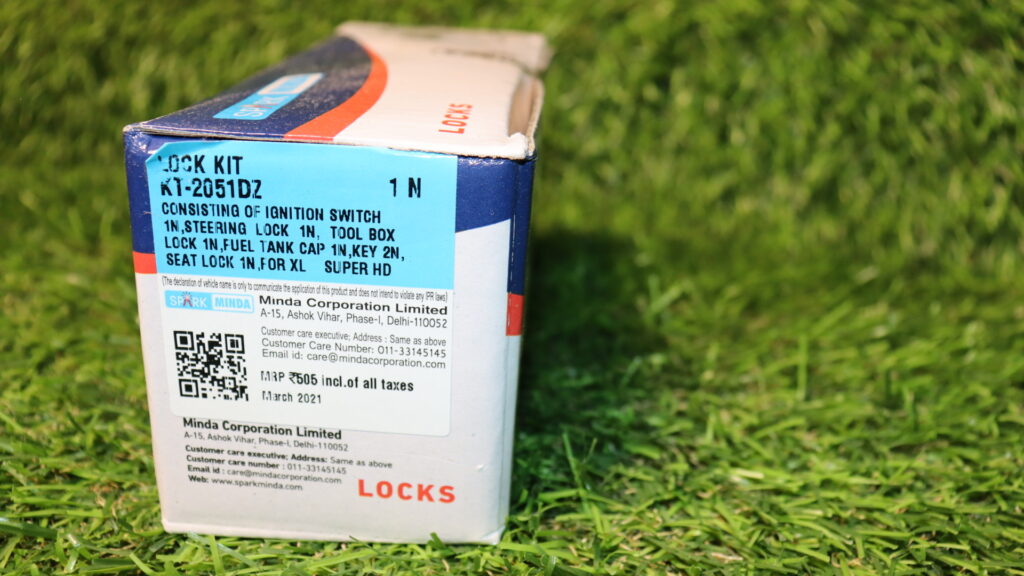 SPARK MINDA
LOCKS
LOCK KIT
KT-2051DZ 1 N
CONSISTING OF IGNITION SWITCH
1N,STEERING LOCK 1N, TOOL BOX
LOCK 1N,FUEL TANK CAP 1N,KEY 2N,
SEAT LOCK 1N,FOR XL SUPER HD
(The declaration of vehicle name is only to communicate the application of this product and does not intend to violate any IPR laws)
SPARK MINDA
Minda Corporation Limited
A-15, Ashok Vihar, Phase-I, Delhi-110052
Customer care executive; Address : Same as above
Customer Care Number: 011-33145145
Email id: care@mindacorporation.com
MRP ₹505 incl.of all taxes
March 2021
Minda Corporation Limited
A-15, Ashok Vihar, Phase-I, Delhi-110052
Customer care executive; Address: Same as above
Customer care number : 011-33145145
Email id : care@mindacorporation.com
Web: www.sparkminda.com
LOCKS